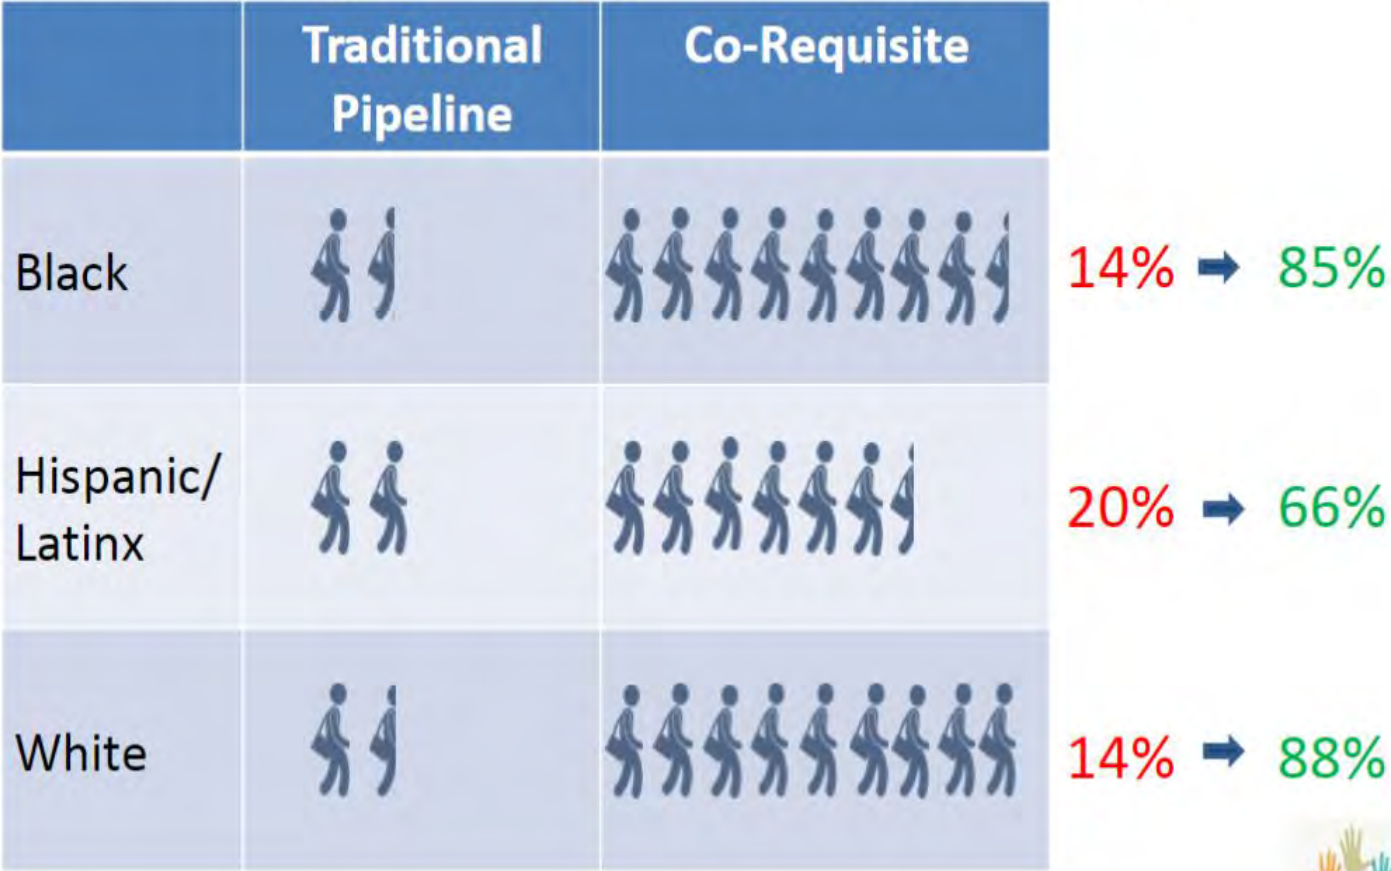 Traditional
Pipeline
Co-Requisite
Black
14% 85%
Hispanic/
Latinx
20% 66%
White
14% 88%